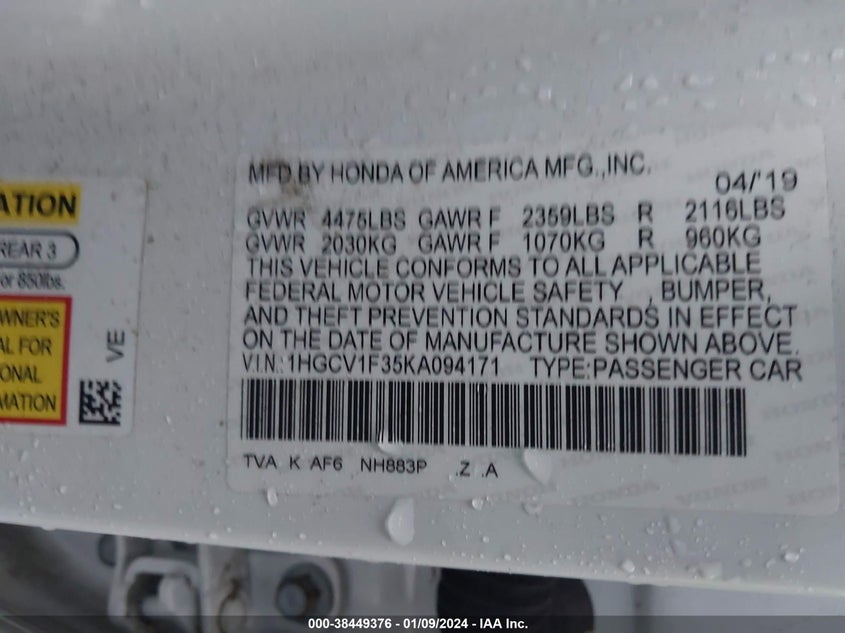 ATION
REAR 3
or 850lbs.
WNER'S
AL FOR
ONAL
MATION
VE
MFD BY HONDA OF AMERICA MFG.,INC.
04/'19
GVWR 4475LBS GAWR F 2359LBS R 2116LBS
GVWR 2030KG GAWR F 1070KG R 960KG
THIS VEHICLE CONFORMS TO ALL APPLICABLE
FEDERAL MOTOR VEHICLE SAFETY , BUMPER,
AND THEFT PREVENTION STANDARDS IN EFFECT
ON THE DATE OF MANUFACTURE SHOWN ABOVE.
V.I.N.: 1HGCV1F35KA094171 TYPE:PASSENGER CAR
TVA K AF6 NH883P .Z .A
HONDA HONDA
000-38449376 - 01/09/2024 - IAA Inc.